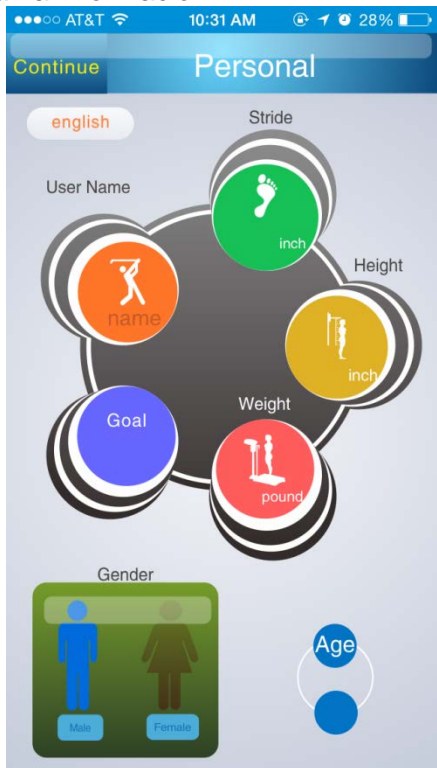 AT&T 10:31 AM 28%
Continue Personal
english
Stride
User Name
inch
Height
name
inch
Goal
Weight
pound
Gender
Age
Male Female